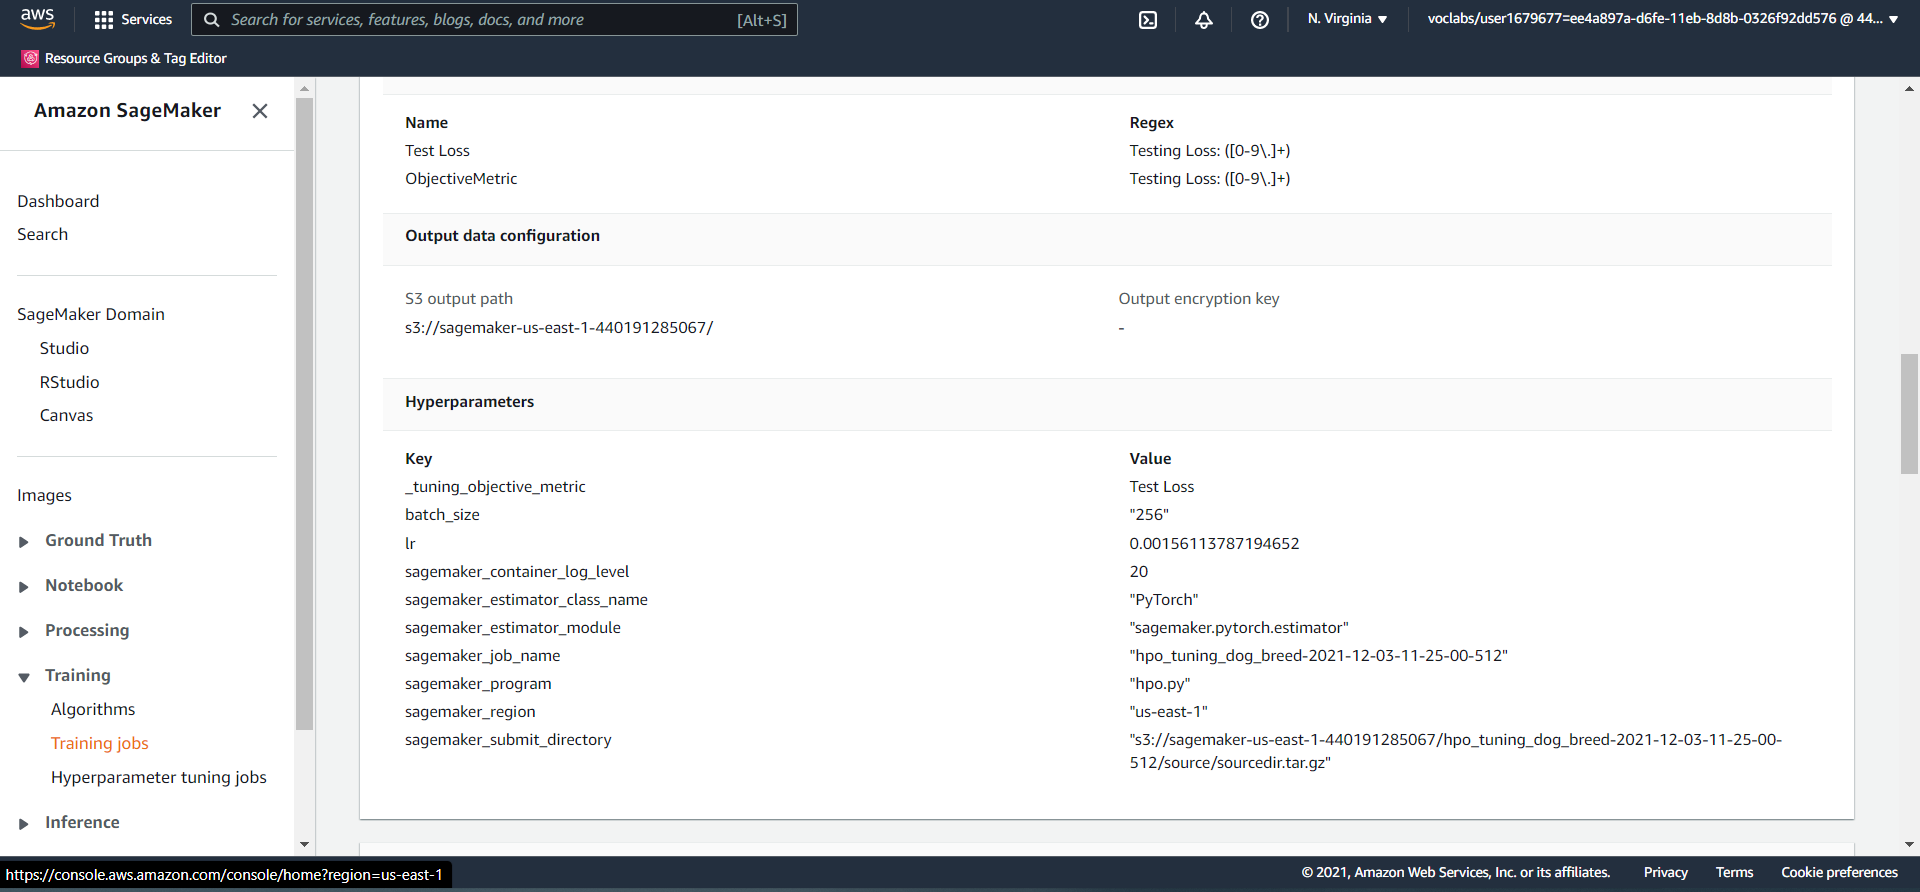 aws
Services
Search for services, features, blogs, docs, and more
[Alt+S]
N. Virginia
voclabs/user1679677=ee4a897a-d6fe-11eb-8d8b-0326f92dd576 @ 44...
Resource Groups & Tag Editor
Amazon SageMaker
Dashboard
Search
SageMaker Domain
Studio
RStudio
Canvas
Images
Ground Truth
Notebook
Processing
Training
Algorithms
Training jobs
Hyperparameter tuning jobs
Inference
Name Regex
Test Loss Testing Loss: ([0-9\.]+)
ObjectiveMetric Testing Loss: ([0-9\.]+)
Output data configuration
S3 output path Output encryption key
s3://sagemaker-us-east-1-440191285067/ -
Hyperparameters
Key Value
_tuning_objective_metric Test Loss
batch_size "256"
lr 0.00156113787194652
sagemaker_container_log_level 20
sagemaker_estimator_class_name "PyTorch"
sagemaker_estimator_module "sagemaker.pytorch.estimator"
sagemaker_job_name "hpo_tuning_dog_breed-2021-12-03-11-25-00-512"
sagemaker_program "hpo.py"
sagemaker_region "us-east-1"
sagemaker_submit_directory "s3://sagemaker-us-east-1-440191285067/hpo_tuning_dog_breed-2021-12-03-11-25-00-
512/source/sourcedir.tar.gz"
https://console.aws.amazon.com/console/home?region=us-east-1
© 2021, Amazon Web Services, Inc. or its affiliates. Privacy Terms Cookie preferences